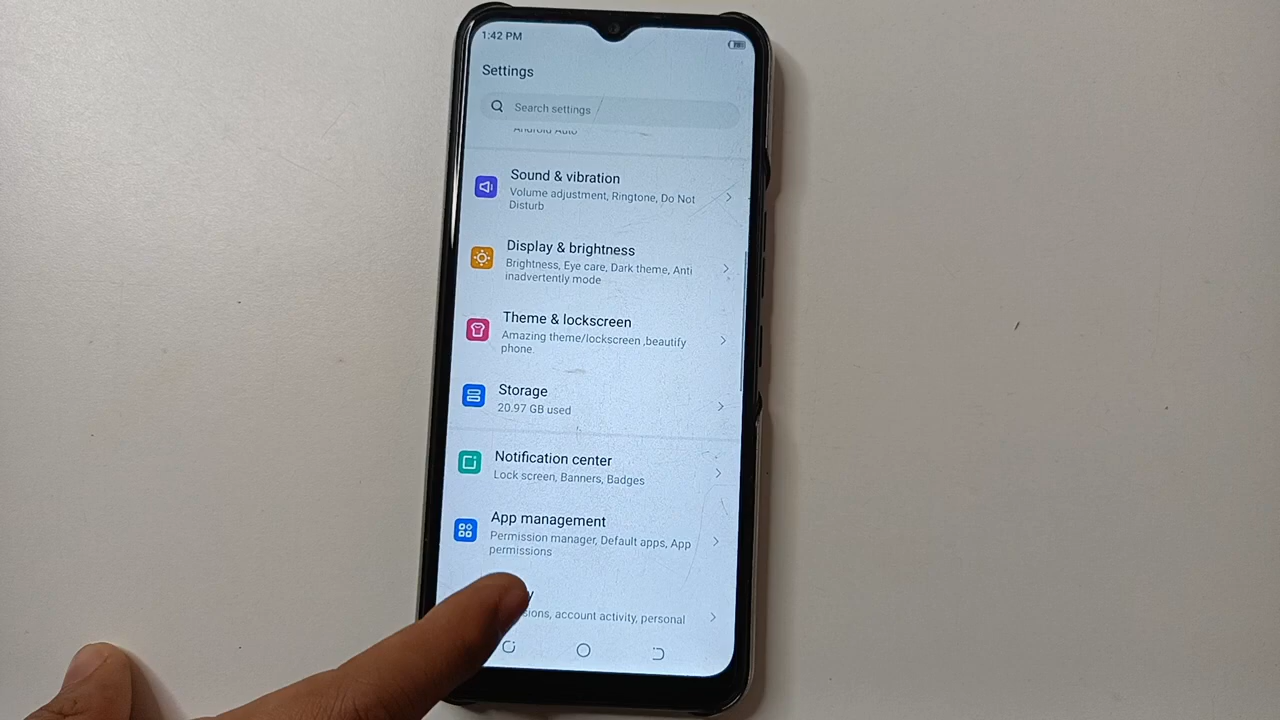 1:42 PM
Settings
Search settings
Android Auto
Sound & vibration
Volume adjustment, Ringtone, Do Not
Disturb
Display & brightness
Brightness, Eye care, Dark theme, Anti
inadvertently mode
Theme & lockscreen
Amazing theme/lockscreen ,beautify
phone.
Storage
20.97 GB used
Notification center
Lock screen, Banners, Badges
App management
Permission manager, Default apps, App
permissions
account activity, personal